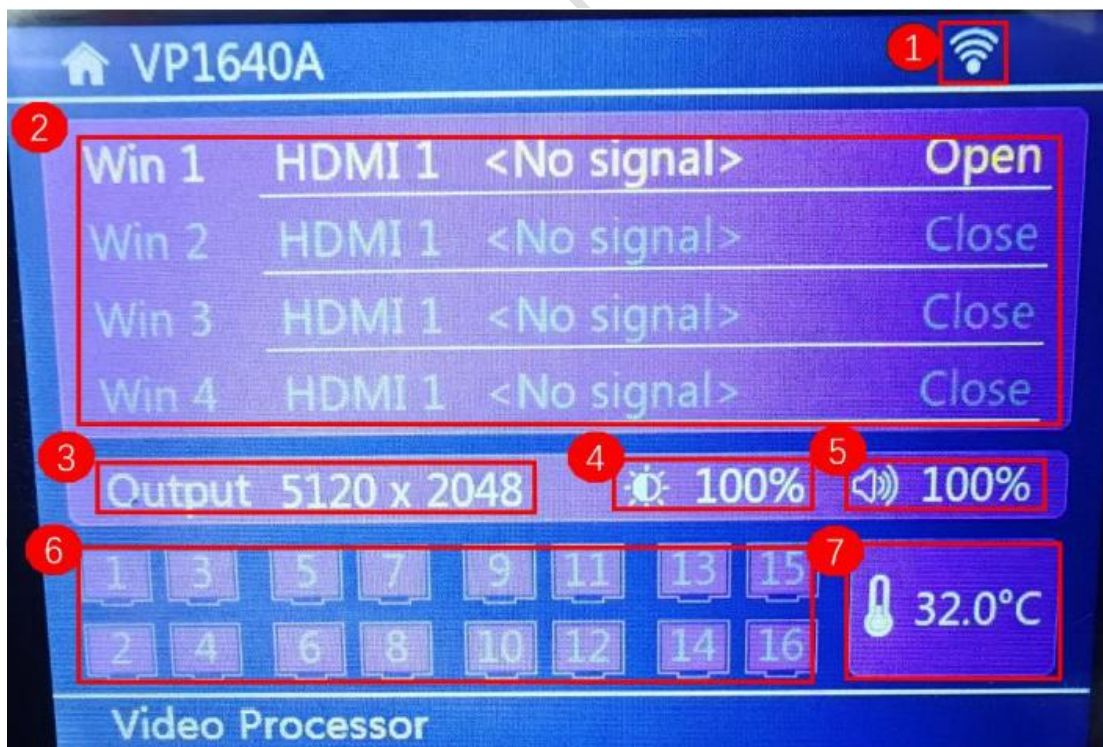 VP1640A 1
2
Win 1 HDMI 1 <No signal> Open
Win 2 HDMI 1 <No signal> Close
Win 3 HDMI 1 <No signal> Close
Win 4 HDMI 1 <No signal> Close
3 4 5
Output 5120 x 2048 100% 100%
6 7
1 3 5 7 9 11 13 15
32.0°C
2 4 6 8 10 12 14 16
Video Processor